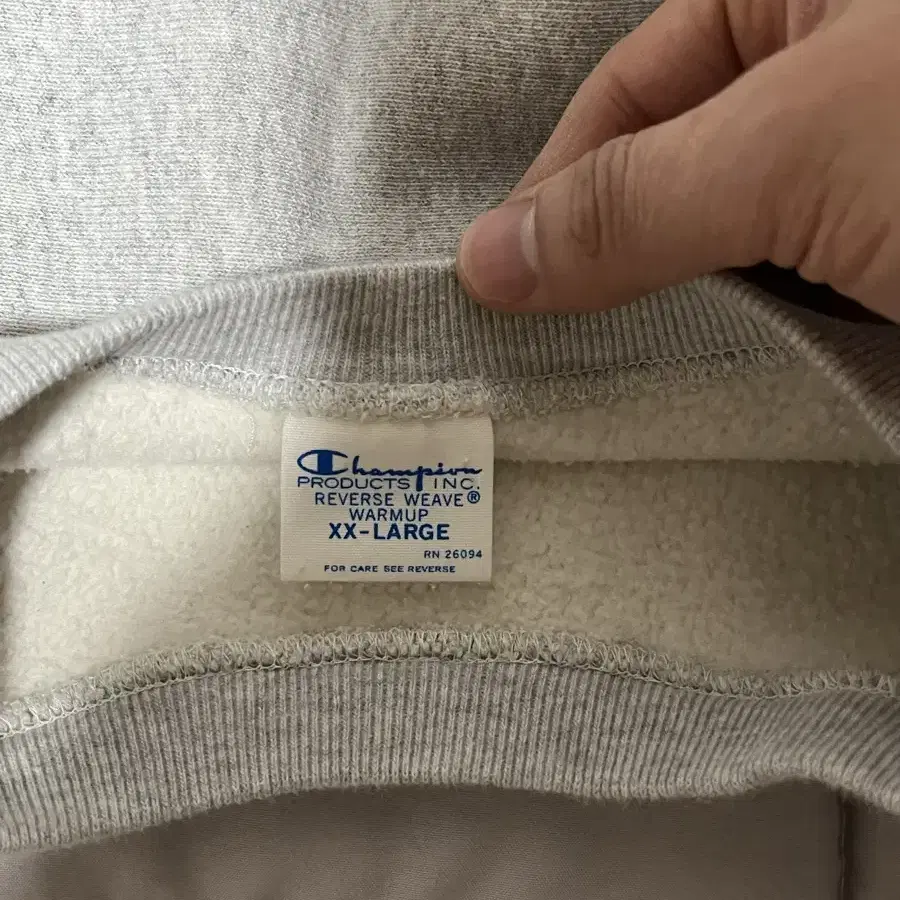 Champion
PRODUCTS INC.
REVERSE WEAVE®
WARMUP
XX-LARGE
RN 26094
FOR CARE SEE REVERSE